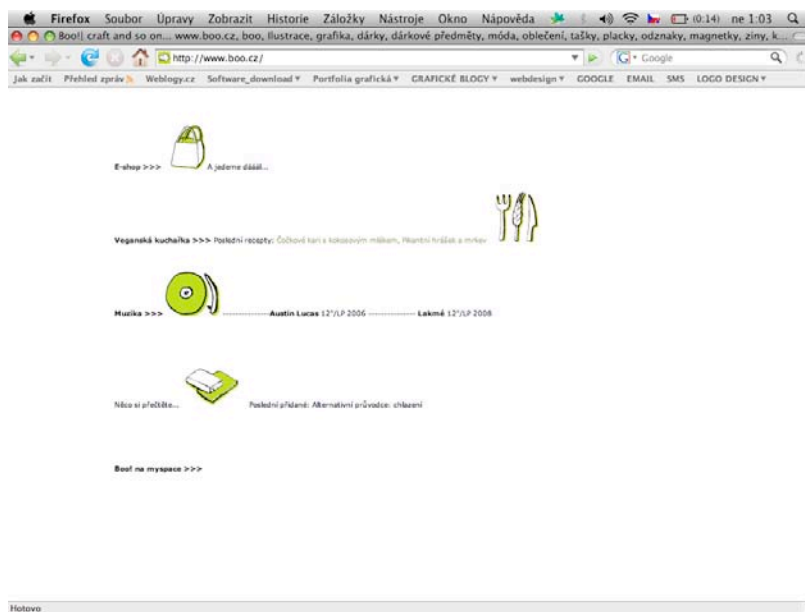 Firefox Soubor Úpravy Zobrazit Historie Záložky Nástroje Okno Nápověda (0:14) ne 1:03
Boo!| craft and so on... www.boo.cz, boo, Ilustrace, grafika, dárky, dárkové předměty, móda, oblečení, tašky, placky, odznaky, magnetky, ziny, k...
http://www.boo.cz/ Google
Jak začít Přehled zpráv Weblogy.cz Software_download Portfolia grafická GRAFICKÉ BLOGY webdesign GOOGLE EMAIL SMS LOGO DESIGN
E-shop >>> A jedeme dáááł...
Veganská kuchařka >>> Poslední recepty: Čočkové kari s kokosovým mlékem, Pikantní hrášek a mrkev
Muzika >>> ---------------- Austin Lucas 12"/LP 2006 ---------------- Lakmé 12"/LP 2008
Něco si přečtěte... Poslední přidané: Alternativní průvodce: chlazení
Boo! na myspace >>>
Hotovo